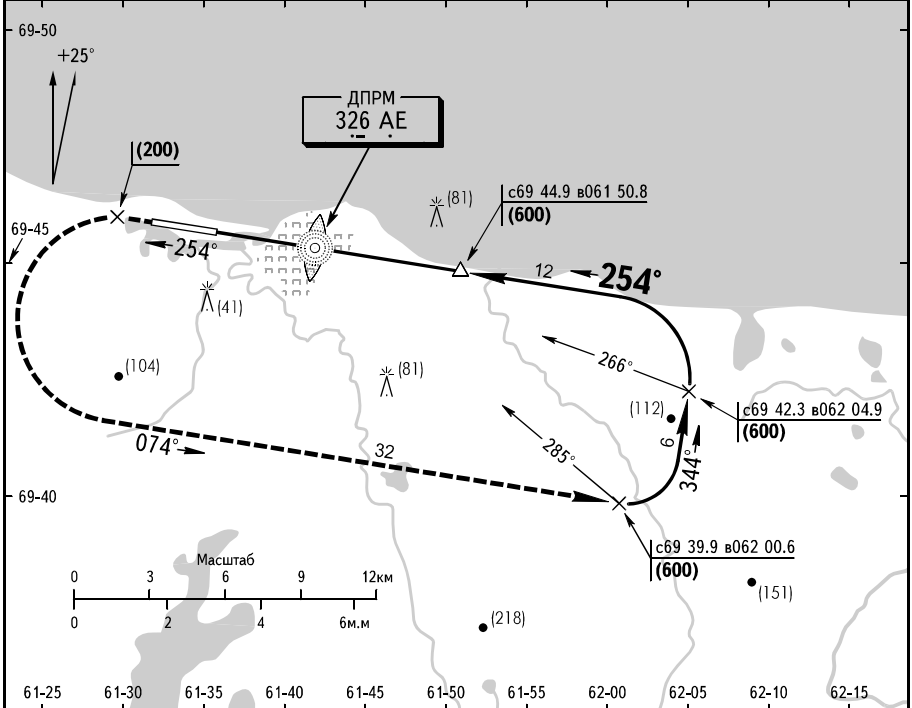 69-50
+25°
ДПРМ
326 АЕ
(200)
(81)
с69 44.9 в061 50.8
(600)
69-45
254°
12
254°
(41)
266°
(104)
(81)
(112)
с69 42.3 в062 04.9
(600)
6
344°
074°
32
285°
69-40
с69 39.9 в062 00.6
(600)
Масштаб
0 3 6 9 12км
0 2 4 6м.м
(151)
(218)
61-25 61-30 61-35 61-40 61-45 61-50 61-55 62-00 62-05 62-10 62-15